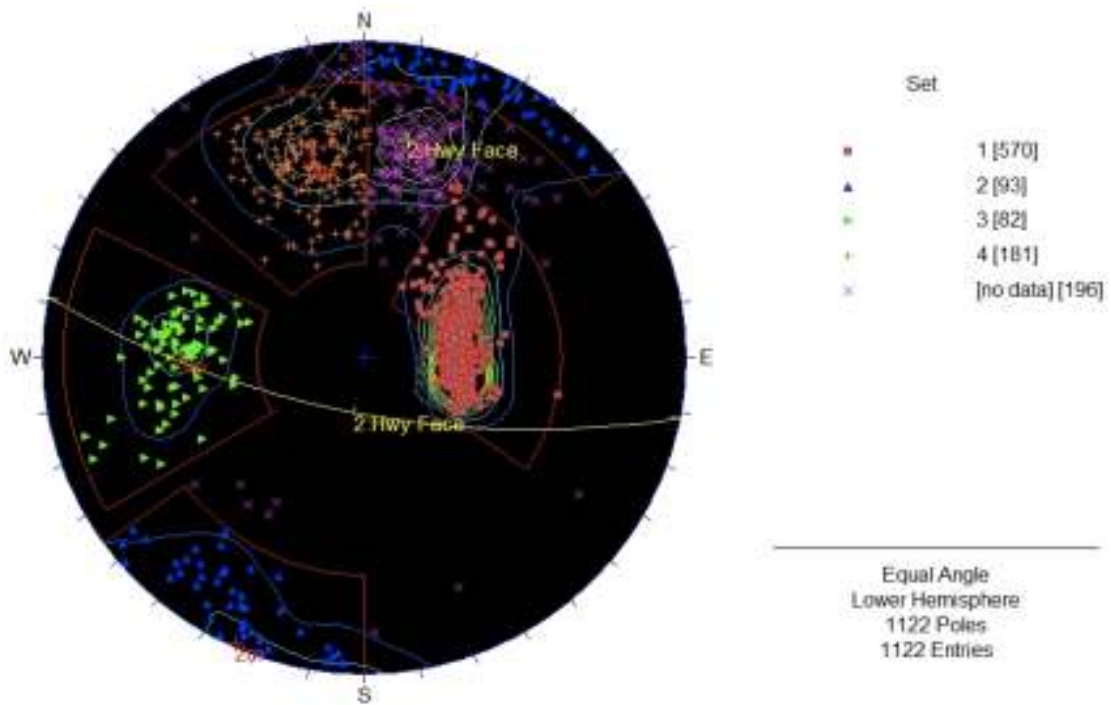 N
Set
1 [570]
2 [93]
3 [82]
4 [181]
[no data] [196]
2 Hwy Face
W
E
2 Hwy Face
S
Equal Angle
Lower Hemisphere
1122 Poles
1122 Entries